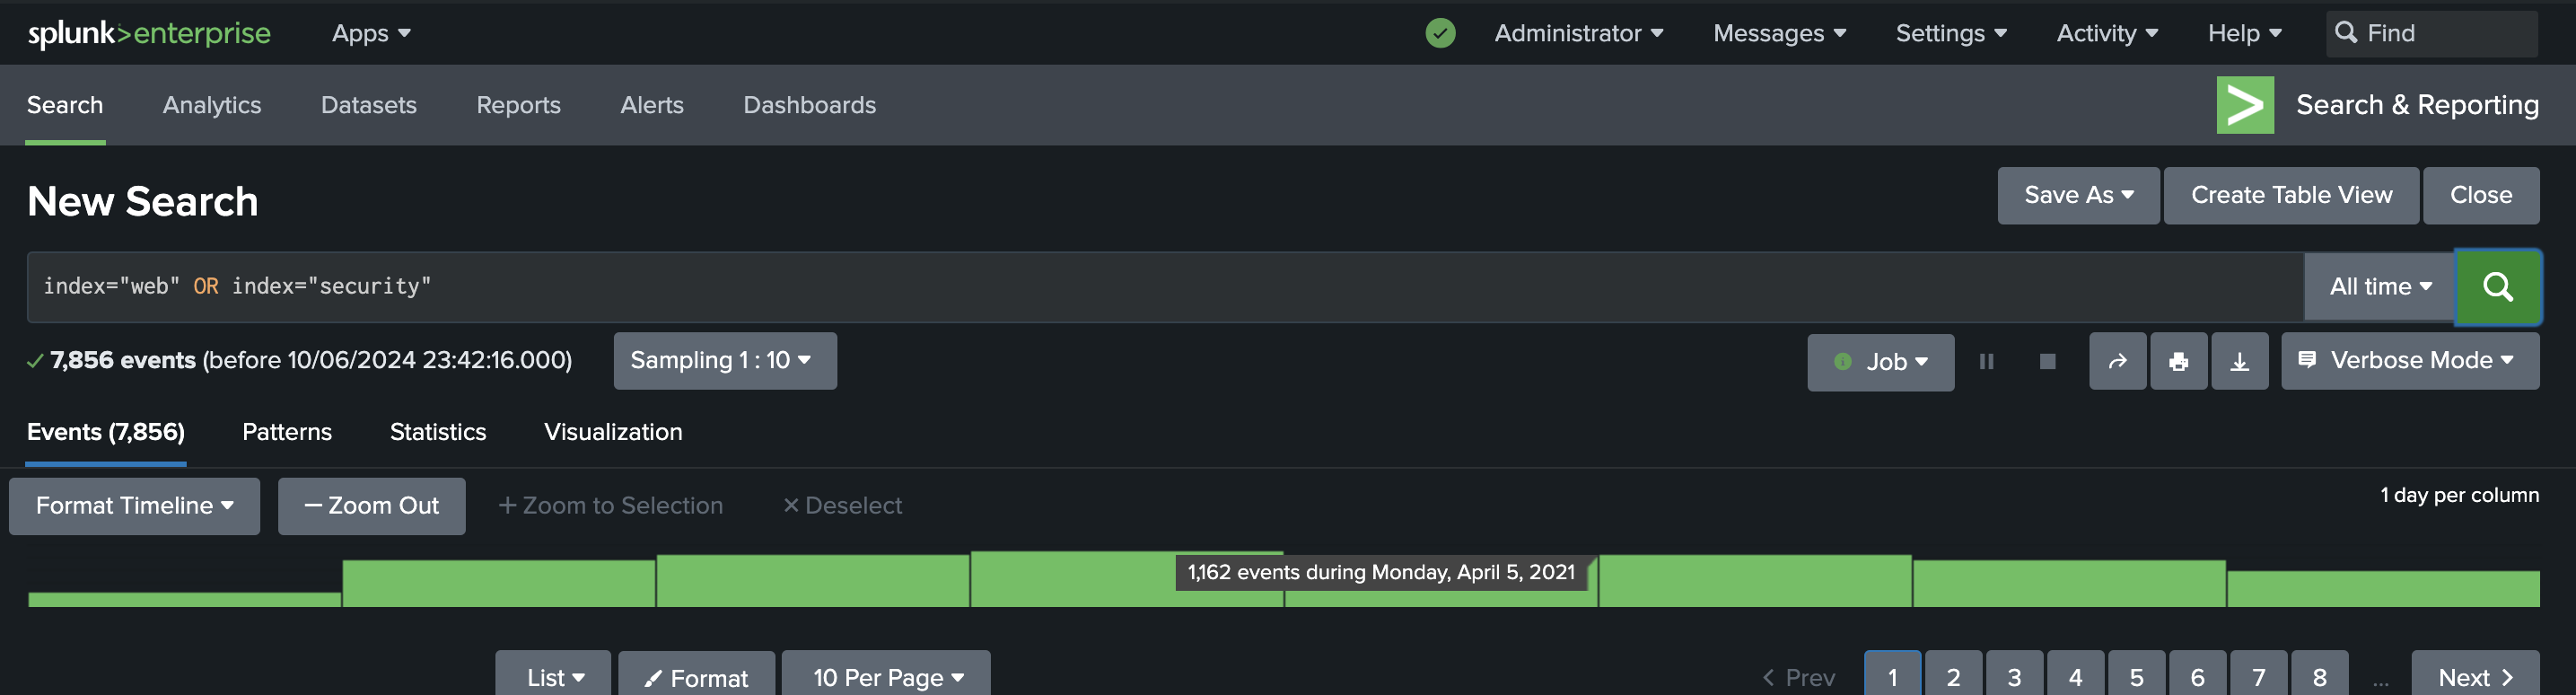 splunk>enterprise Apps Administrator Messages Settings Activity Help Find
Search Analytics Datasets Reports Alerts Dashboards > Search & Reporting
New Search Save As Create Table View Close
index="web" OR index="security" All time
7,856 events (before 10/06/2024 23:42:16.000) Sampling 1 : 10 Job Verbose Mode
Events (7,856) Patterns Statistics Visualization
Format Timeline — Zoom Out + Zoom to Selection × Deselect 1 day per column
1,162 events during Monday, April 5, 2021
List Format 10 Per Page < Prev 1 2 3 4 5 6 7 8 ... Next >